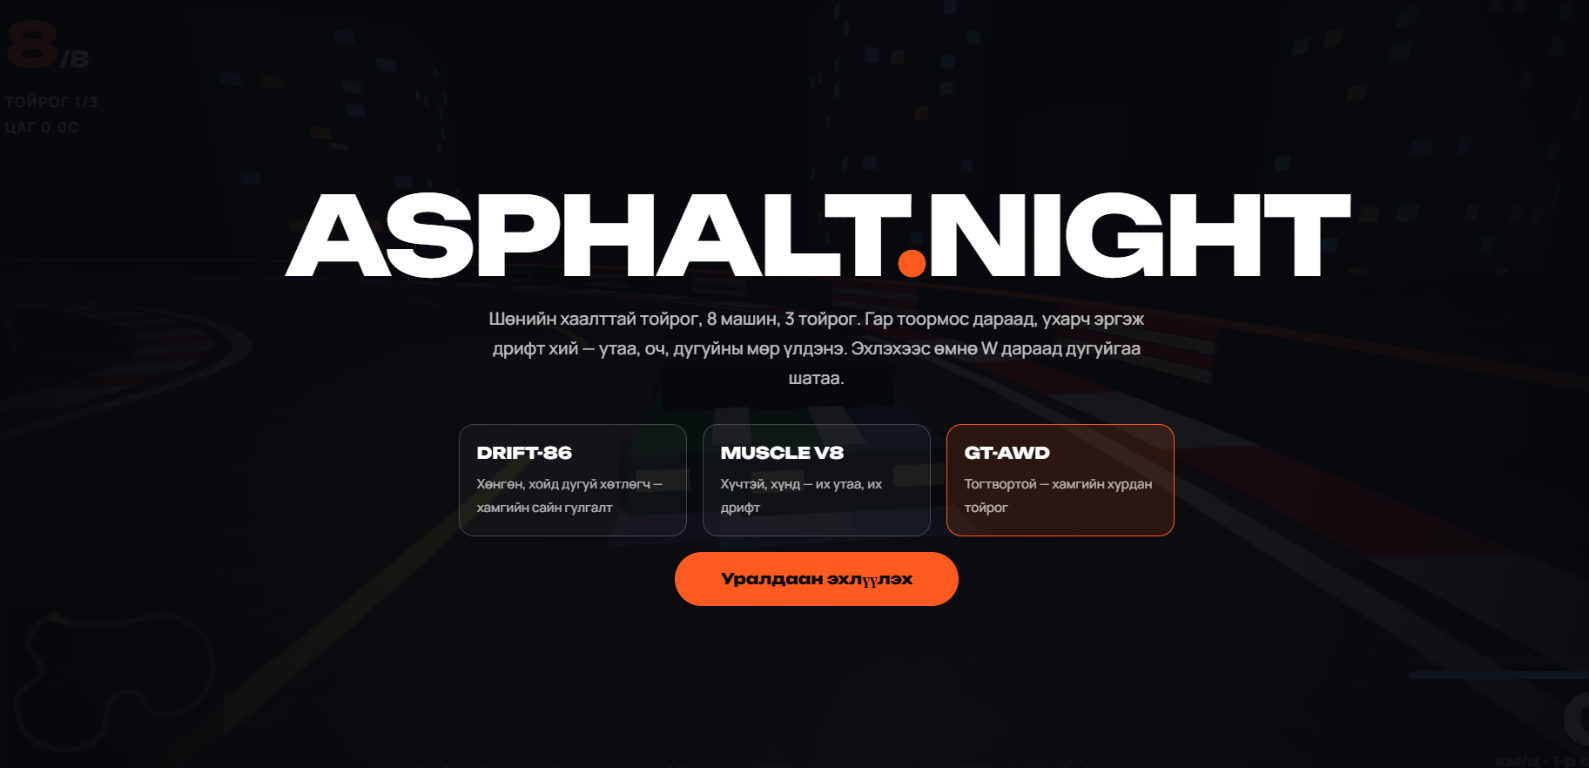 8/8
ТОЙРОГ 1/3
ЦАГ 0.0С
ASPHALT.NIGHT
Шөнийн хаалттай тойрог, 8 машин, 3 тойрог. Гар тоормос дараад, ухарч эргэж
дрифт хий — утаа, оч, дугуйны мөр үлдэнэ. Эхлэхээс өмнө W дараад дугуйгаа
шатаа.
DRIFT-86
Хөнгөн, хойд дугуй хөтлөгч —
хамгийн сайн гулгалт
MUSCLE V8
Хүчтэй, хүнд — их утаа, их
дрифт
GT-AWD
Тогтвортой — хамгийн хурдан
тойрог
Уралдаан эхлүүлэх